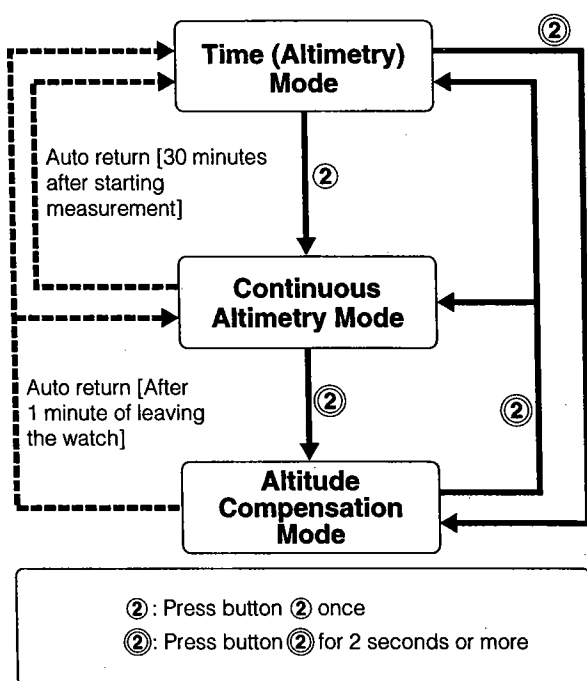 Time (Altimetry)
Mode
②
Auto return [30 minutes
after starting
measurement]
②
Continuous
Altimetry Mode
Auto return [After
1 minute of leaving
the watch]
②
②
Altitude
Compensation
Mode
②: Press button ② once
②: Press button ② for 2 seconds or more